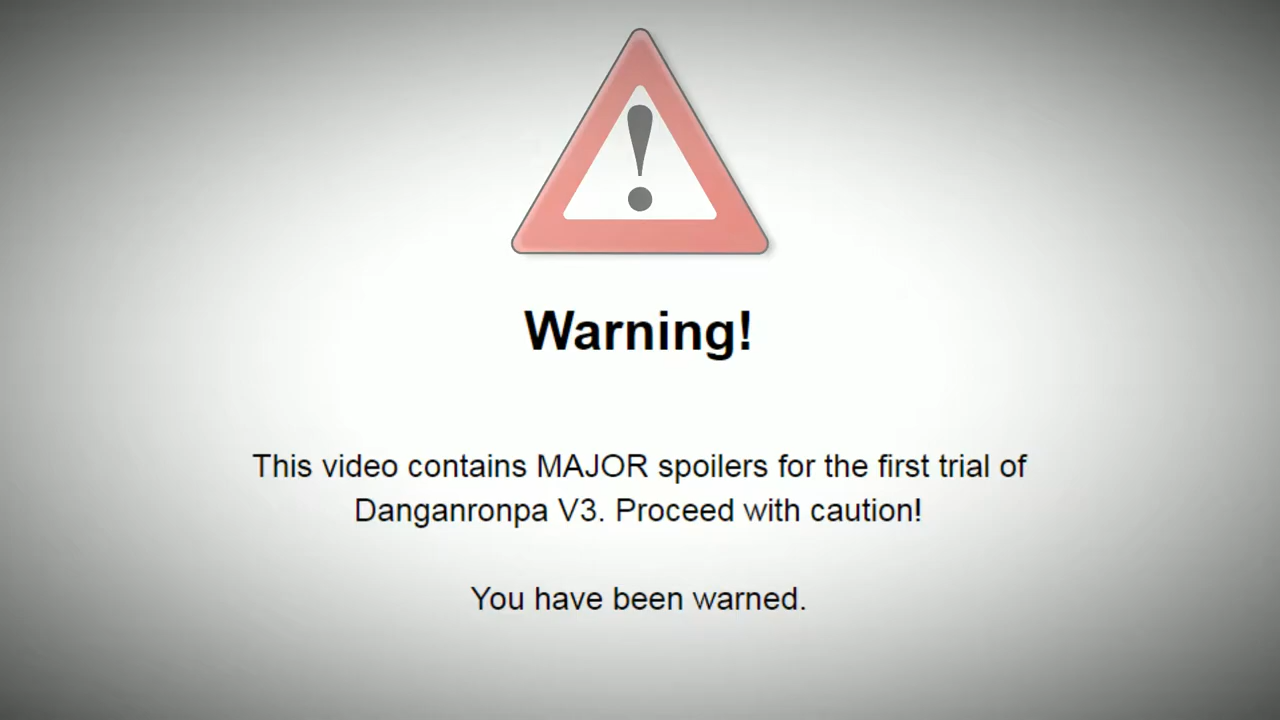 Warning!
This video contains MAJOR spoilers for the first trial of
Danganronpa V3. Proceed with caution!
You have been warned.